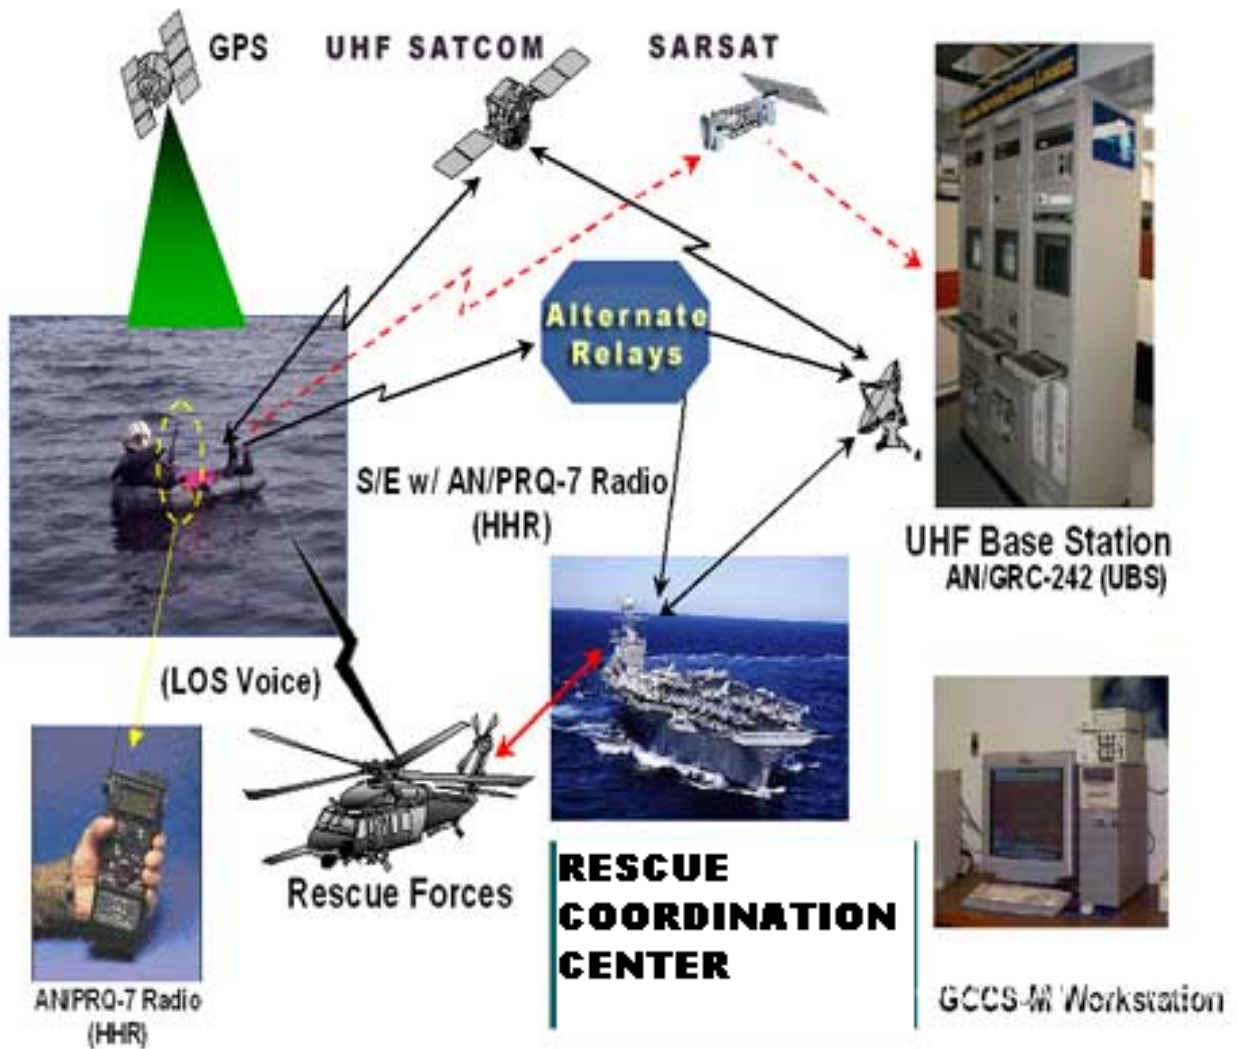 GPS
UHF SATCOM
SARSAT
Alternate
Relays
S/E w/ AN/PRQ-7 Radio
(HHR)
UHF Base Station
AN/GRC-242 (UBS)
(LOS Voice)
Rescue Forces
RESCUE
COORDINATION
CENTER
AN/PRQ-7 Radio
(HHR)
GCCS-M Workstation